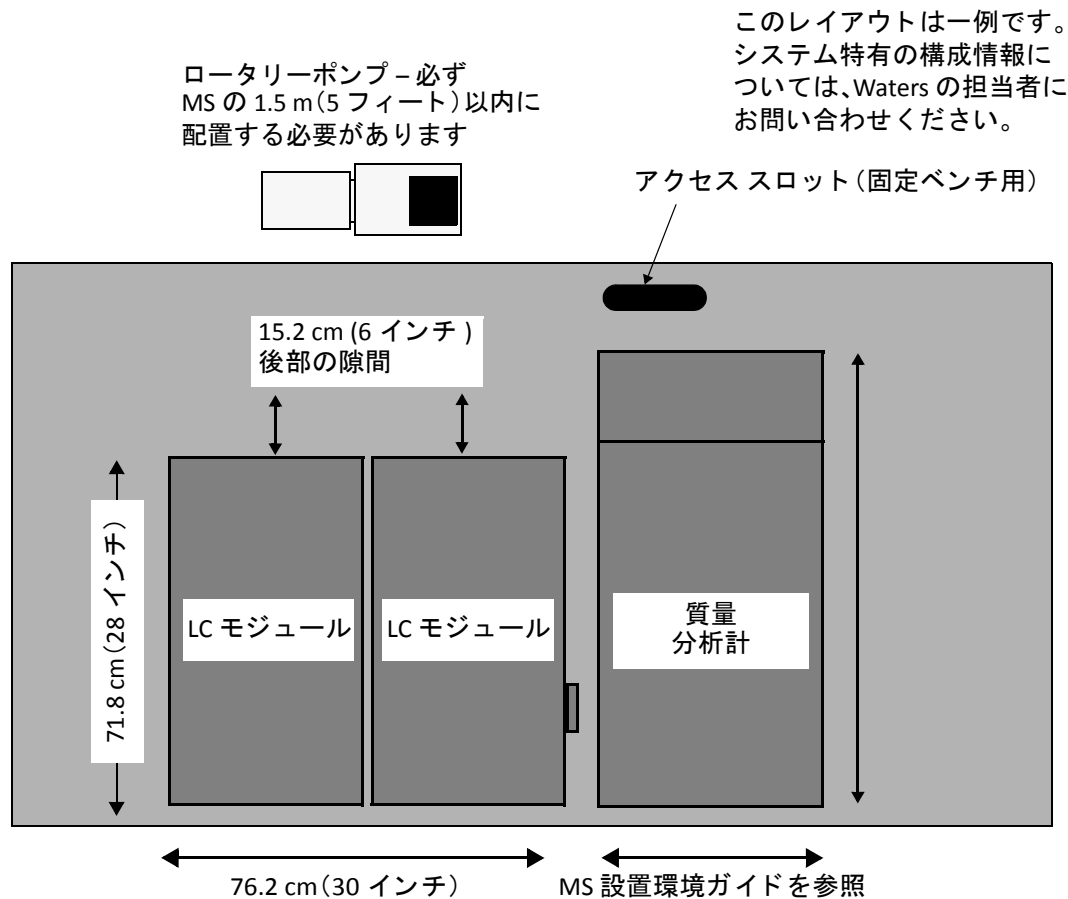 このレイアウトは一例です。
システム特有の構成情報に
ついては、Waters の担当者に
お問い合わせください。
ロータリーポンプ – 必ず
MS の 1.5 m（5 フィート）以内に
配置する必要があります
アクセス スロット（固定ベンチ用）
15.2 cm (6 インチ )
後部の隙間
71.8 cm（28 インチ）
LC モジュール
LC モジュール
質量
分析計
76.2 cm（30 インチ）
MS 設置環境ガイドを参照